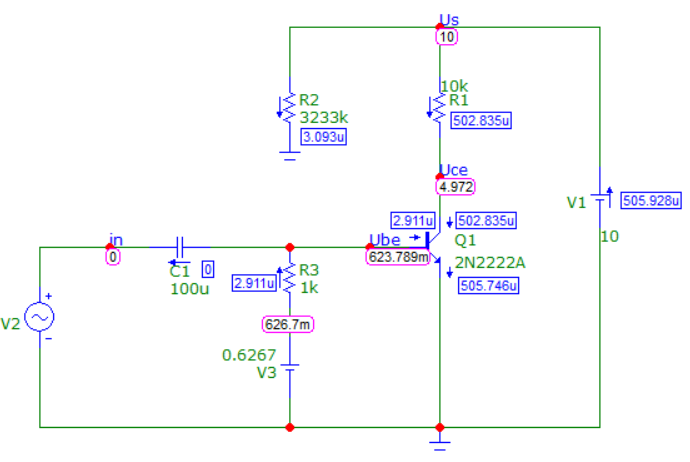 Us
10
10k
R1
502.835u
R2
3233k
3.093u
Uce
4.972
V1
505.928u
10
2.911u
502.835u
in
0
Ube
623.789m
Q1
2N2222A
505.746u
C1
100u
0
R3
1k
2.911u
V2
+
−
626.7m
0.6267
V3